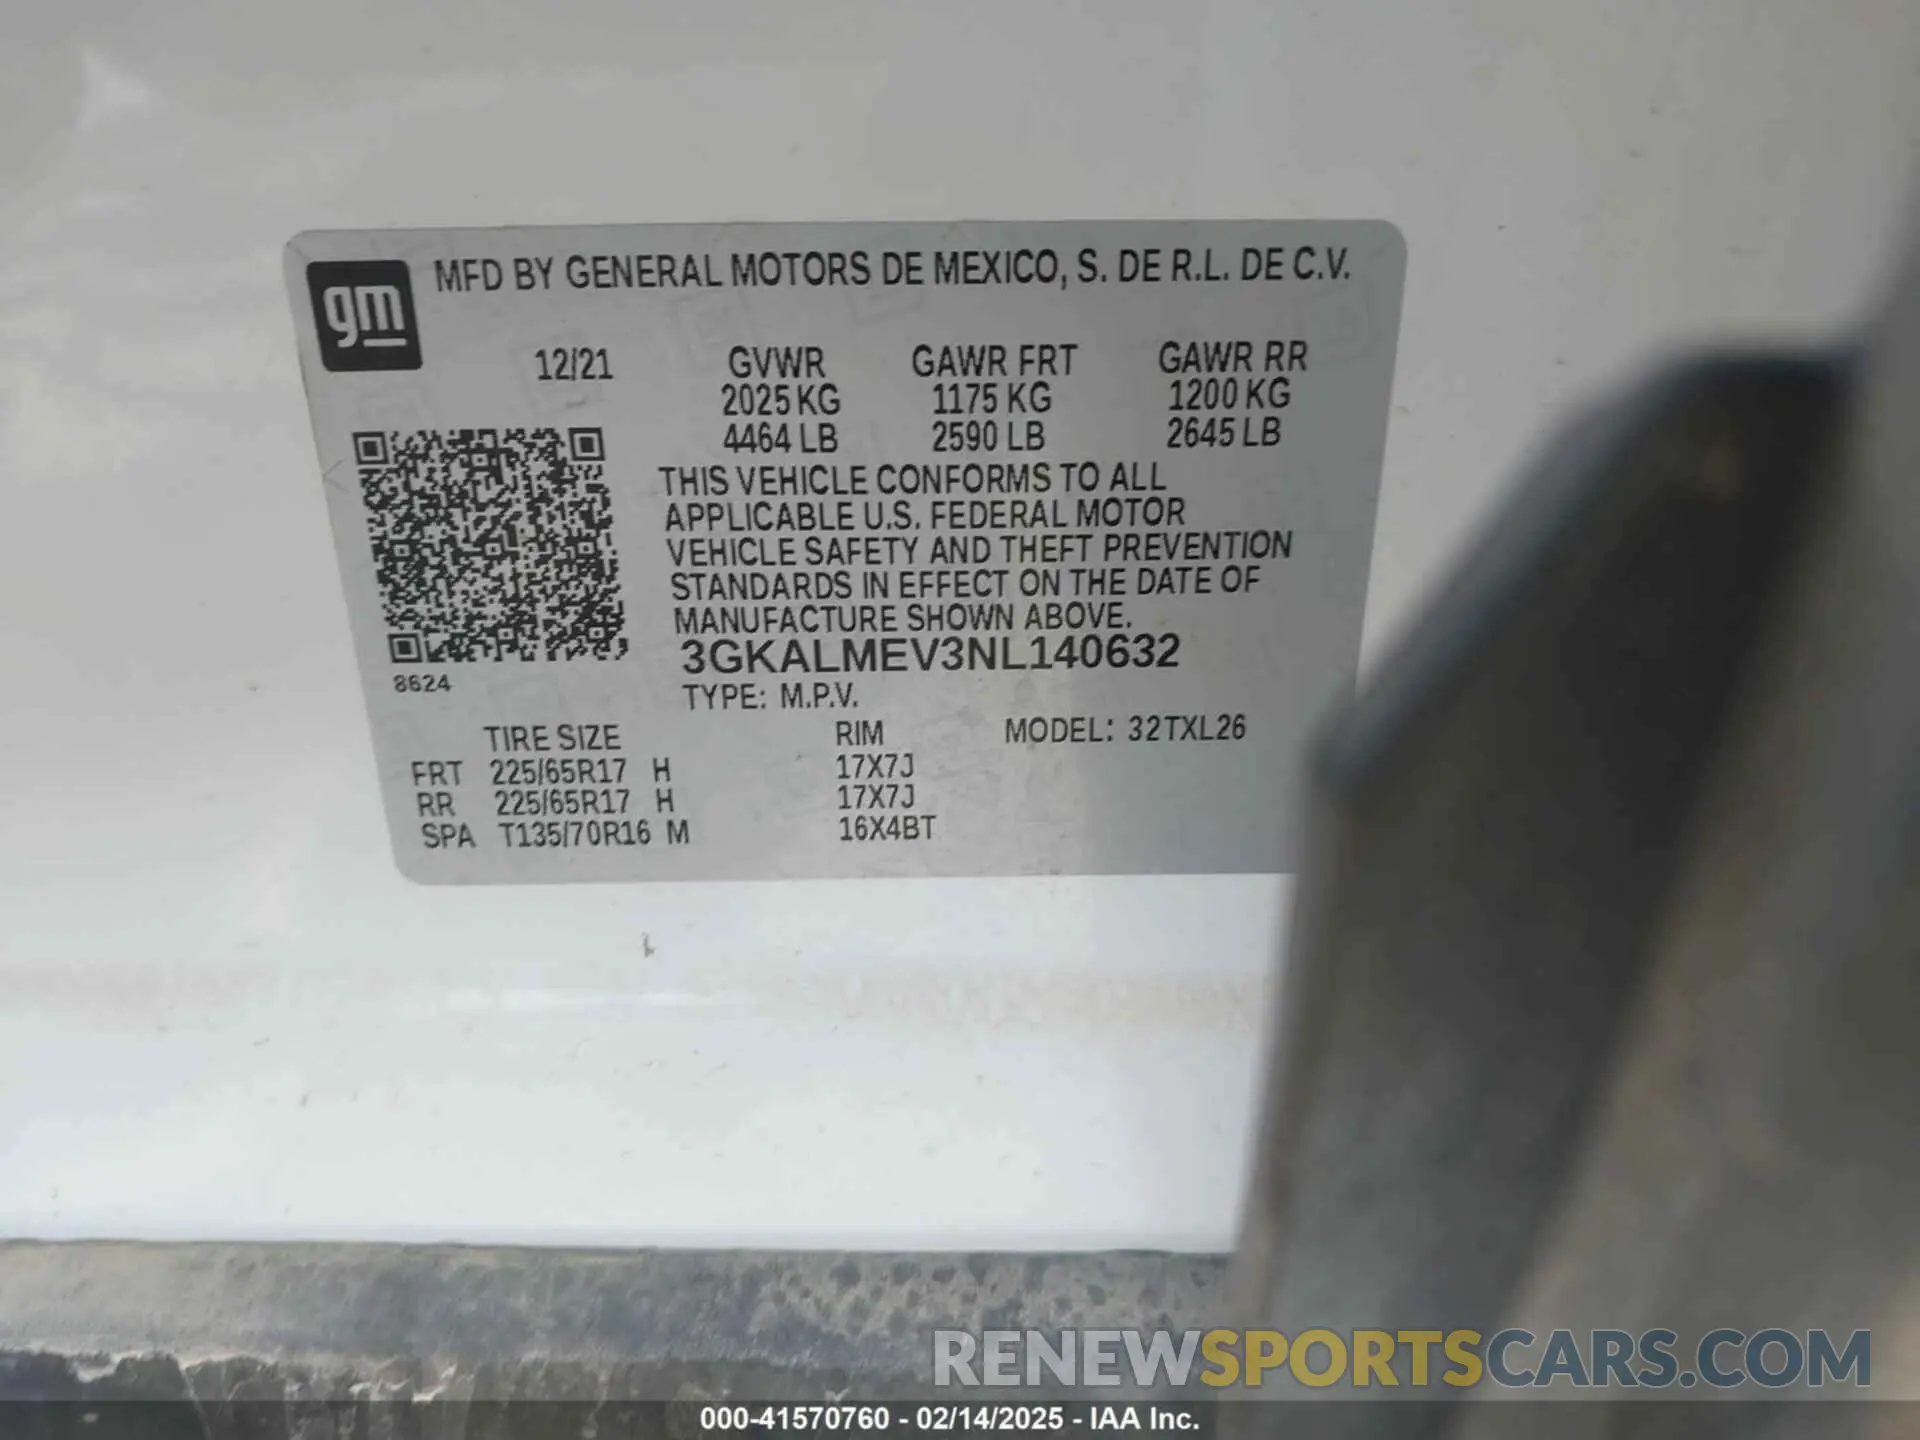 gm
MFD BY GENERAL MOTORS DE MEXICO, S. DE R.L. DE C.V.
12/21 GVWR GAWR FRT GAWR RR
2025 KG 1175 KG 1200 KG
4464 LB 2590 LB 2645 LB
THIS VEHICLE CONFORMS TO ALL
APPLICABLE U.S. FEDERAL MOTOR
VEHICLE SAFETY AND THEFT PREVENTION
STANDARDS IN EFFECT ON THE DATE OF
MANUFACTURE SHOWN ABOVE.
3GKALMEV3NL140632
8624
TYPE: M.P.V.
TIRE SIZE RIM MODEL: 32TXL26
FRT 225/65R17 H 17X7J
RR 225/65R17 H 17X7J
SPA T135/70R16 M 16X4BT
RENEWSPORTSCARS.COM
000-41570760 - 02/14/2025 - IAA Inc.